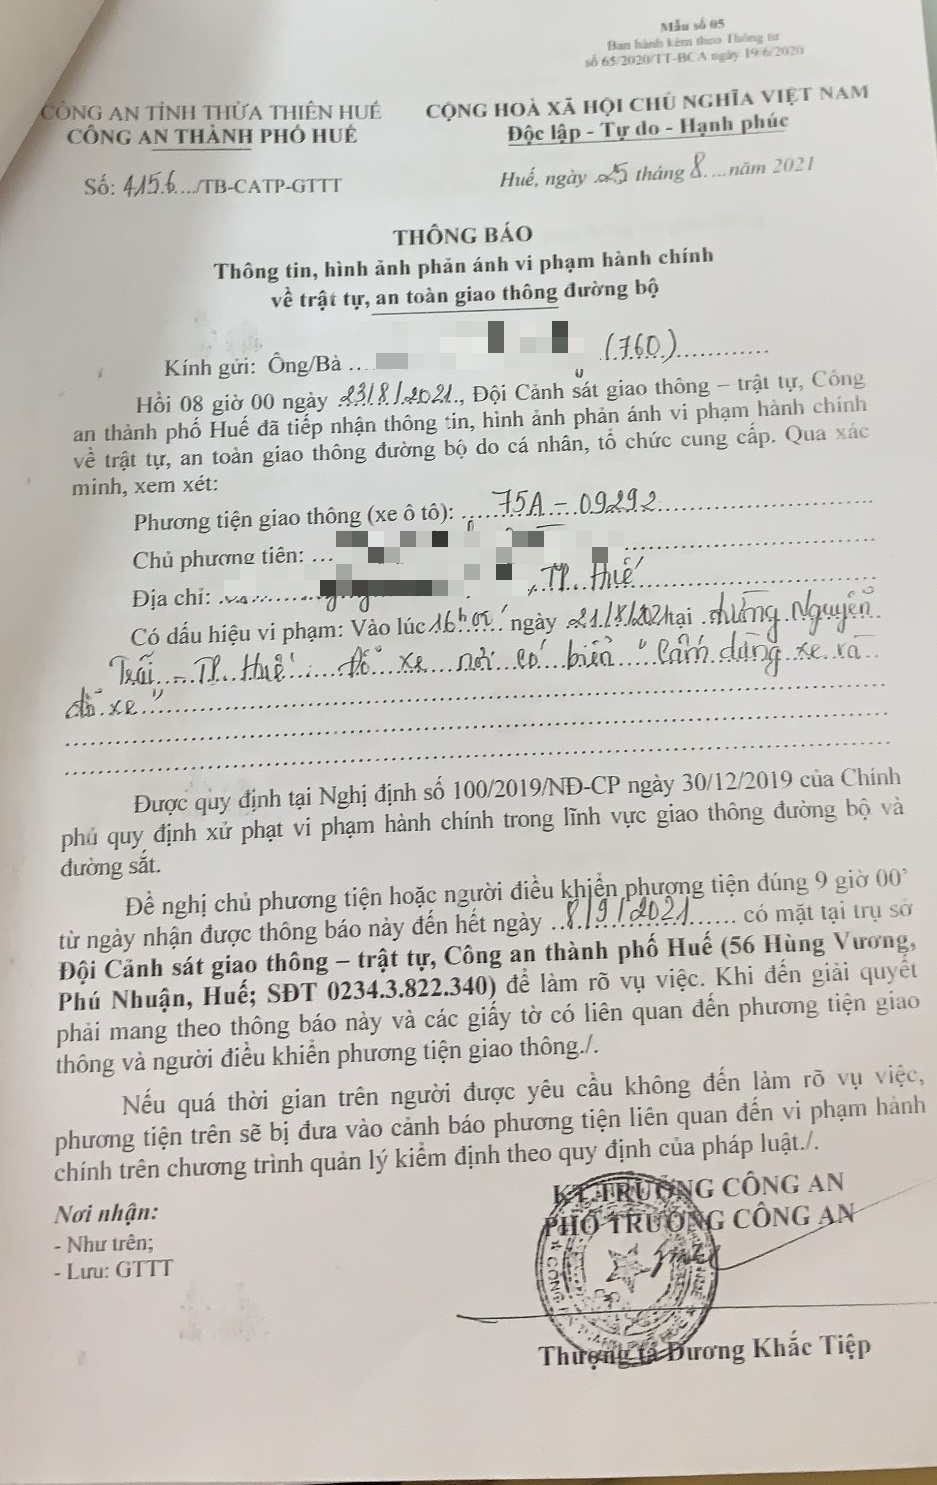 Mẫu số 05
Ban hành kèm theo Thông tư
số 65/2020/TT-BCA ngày 19/6/2020
CÔNG AN TỈNH THỪA THIÊN HUẾ
CÔNG AN THÀNH PHỐ HUẾ
CỘNG HOÀ XÃ HỘI CHỦ NGHĨA VIỆT NAM
Độc lập - Tự do - Hạnh phúc
Số: 4156.../TB-CATP-GTTT
Huế, ngày 25 tháng 8 năm 2021
THÔNG BÁO
Thông tin, hình ảnh phản ánh vi phạm hành chính
về trật tự, an toàn giao thông đường bộ
Kính gửi: Ông/Bà ... (760)
Hồi 08 giờ 00 ngày 23/8/2021, Đội Cảnh sát giao thông – trật tự, Công
an thành phố Huế đã tiếp nhận thông tin, hình ảnh phản ánh vi phạm hành chính
về trật tự, an toàn giao thông đường bộ do cá nhân, tổ chức cung cấp. Qua xác
minh, xem xét:
Phương tiện giao thông (xe ô tô): 75A - 09292
Chủ phương tiện: ...
Địa chỉ: ... TP. Huế
Có dấu hiệu vi phạm: Vào lúc 16h00' ngày 21/8/2021 tại đường Nguyễn
Trãi - TP. Huế. Đỗ xe nơi có biển "Cấm dừng xe và
đỗ xe"
Được quy định tại Nghị định số 100/2019/NĐ-CP ngày 30/12/2019 của Chính
phủ quy định xử phạt vi phạm hành chính trong lĩnh vực giao thông đường bộ và
đường sắt.
Đề nghị chủ phương tiện hoặc người điều khiển phương tiện đúng 9 giờ 00'
từ ngày nhận được thông báo này đến hết ngày 8/9/2021 có mặt tại trụ sở
Đội Cảnh sát giao thông – trật tự, Công an thành phố Huế (56 Hùng Vương,
Phú Nhuận, Huế; SĐT 0234.3.822.340) để làm rõ vụ việc. Khi đến giải quyết
phải mang theo thông báo này và các giấy tờ có liên quan đến phương tiện giao
thông và người điều khiển phương tiện giao thông./.
Nếu quá thời gian trên người được yêu cầu không đến làm rõ vụ việc,
phương tiện trên sẽ bị đưa vào cảnh báo phương tiện liên quan đến vi phạm hành
chính trên chương trình quản lý kiểm định theo quy định của pháp luật./.
Nơi nhận:
- Như trên;
- Lưu: GTTT
KT.TRƯỞNG CÔNG AN
PHÓ TRƯỞNG CÔNG AN
Thượng tá Dương Khắc Tiệp